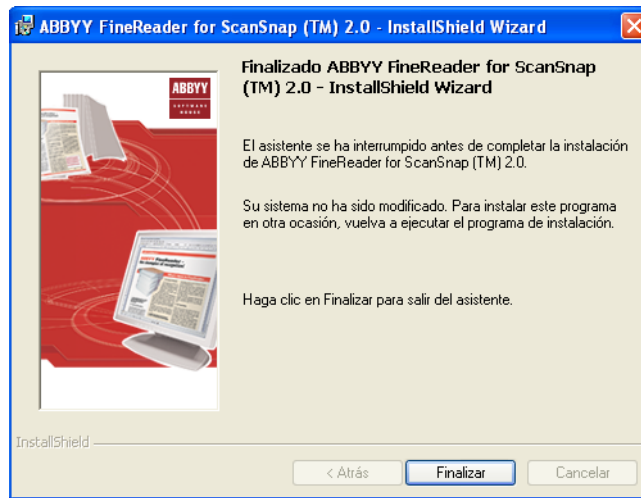 ABBYY FineReader for ScanSnap (TM) 2.0 - InstallShield Wizard
ABBYY
SOFTWARE
HOUSE
Finalizado ABBYY FineReader for ScanSnap
(TM) 2.0 - InstallShield Wizard
El asistente se ha interrumpido antes de completar la instalación
de ABBYY FineReader for ScanSnap (TM) 2.0.
Su sistema no ha sido modificado. Para instalar este programa
en otra ocasión, vuelva a ejecutar el programa de instalación.
Haga clic en Finalizar para salir del asistente.
InstallShield
< Atrás
Finalizar
Cancelar